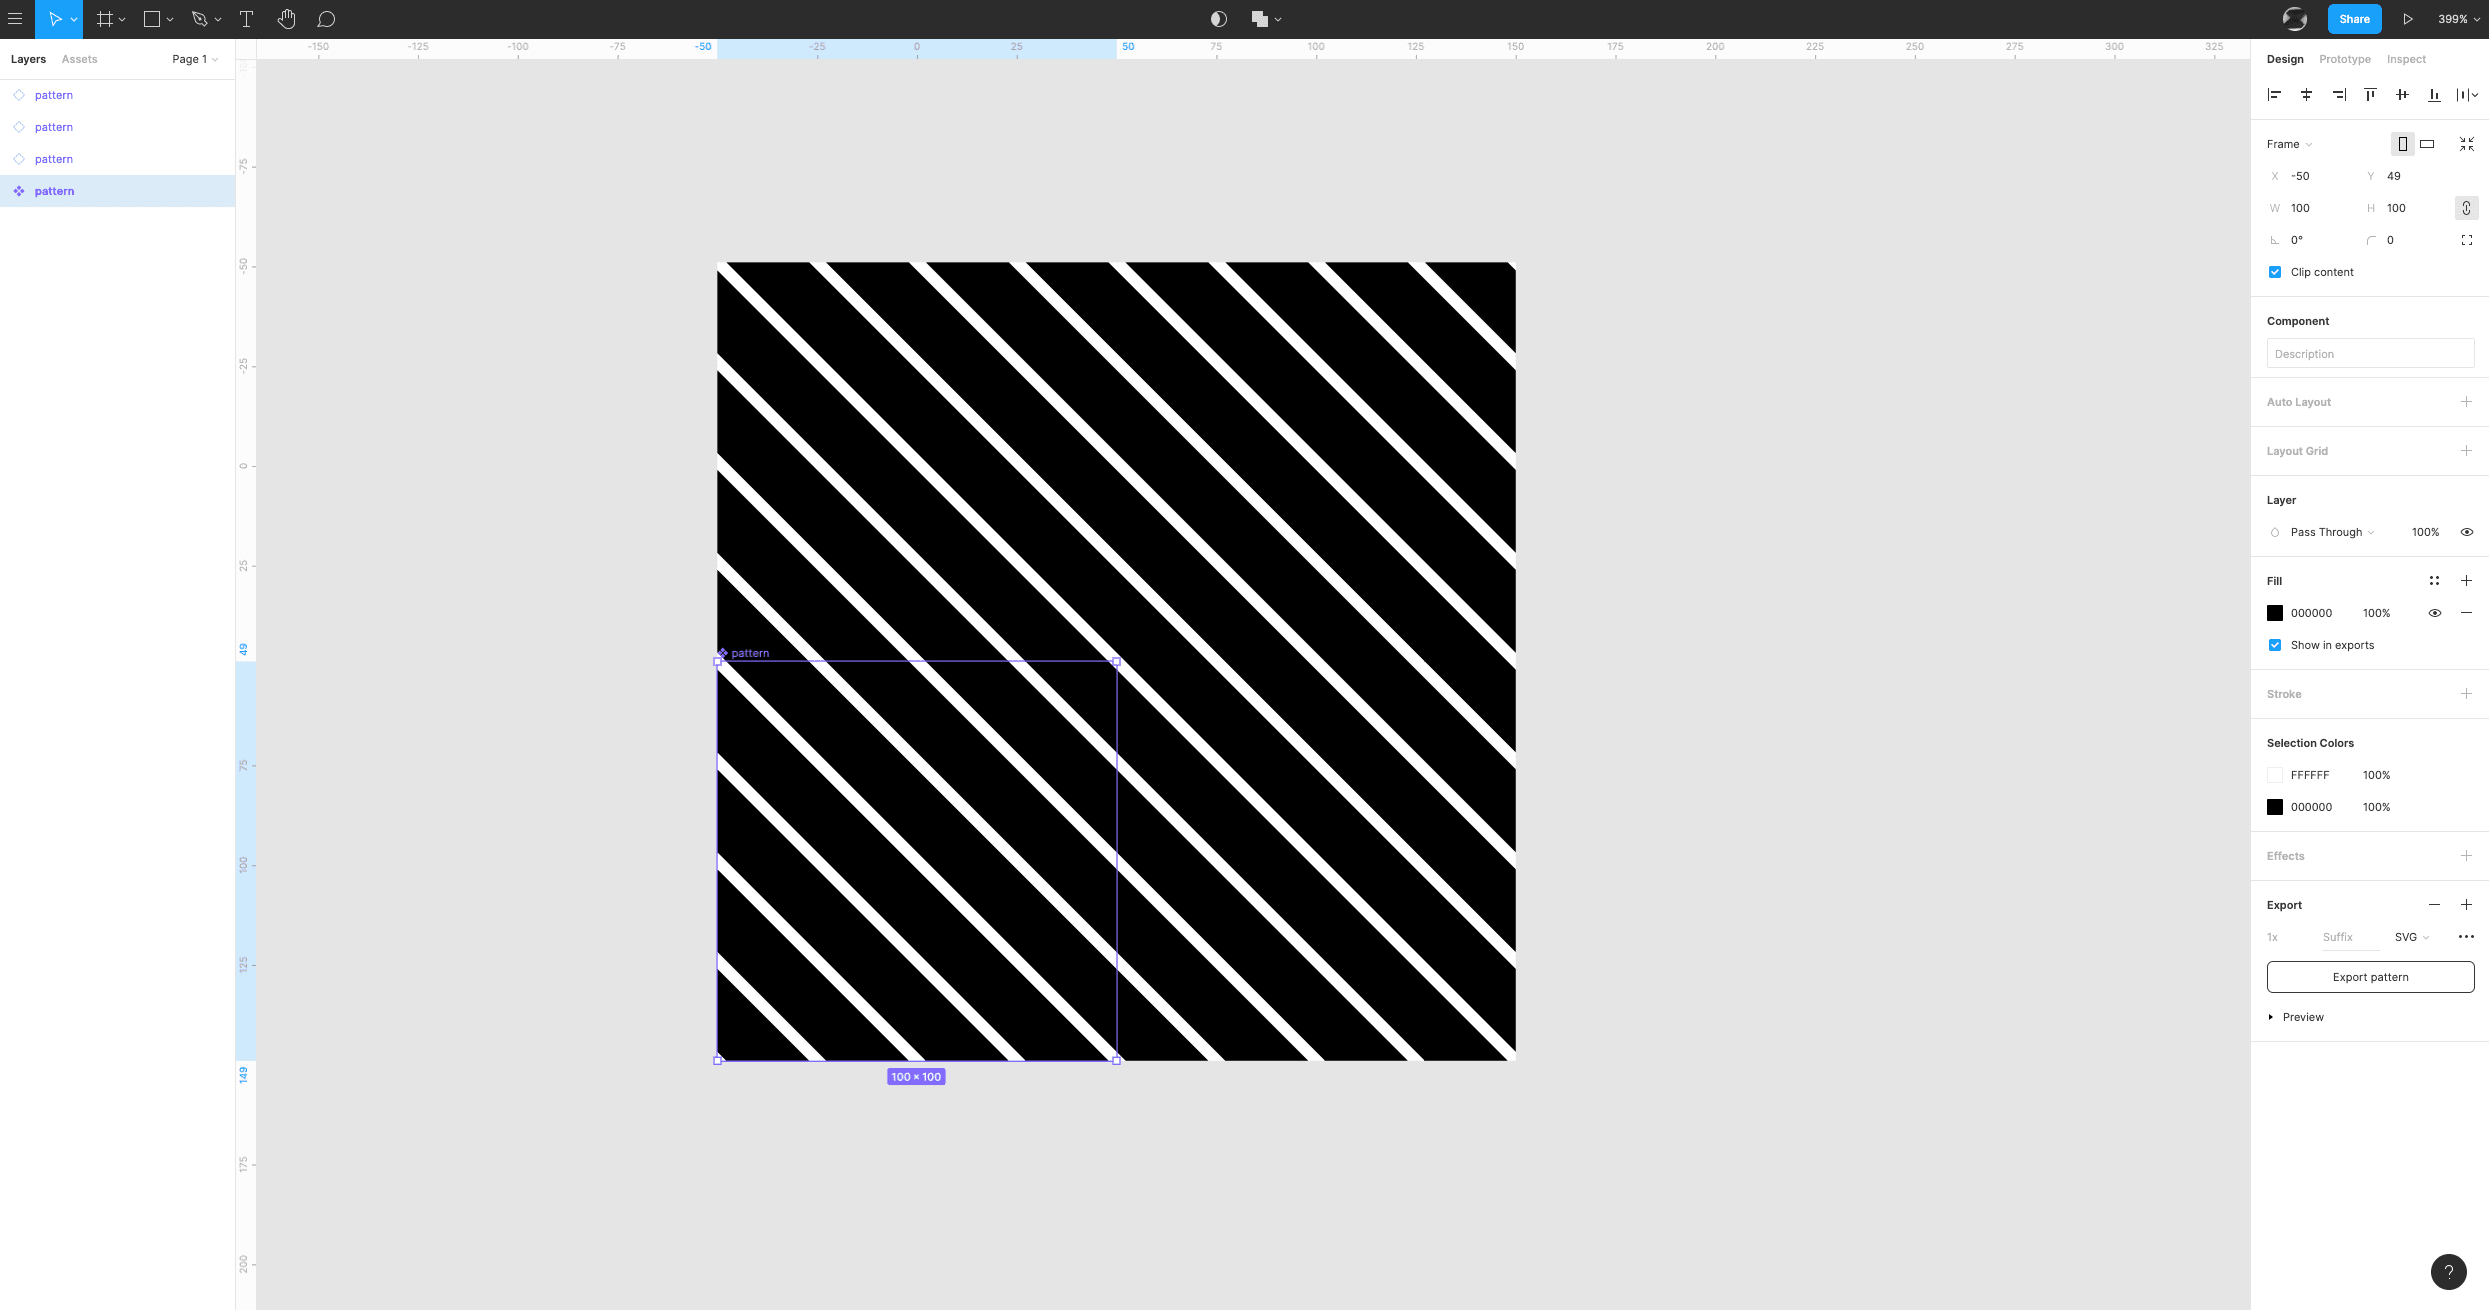 Share
399%
Layers Assets Page 1
pattern
pattern
pattern
pattern
-150 -125 -100 -75 -50 -25 0 25 50 75 100 125 150 175 200 225 250 275 300 325
-75
-50
-25
0
25
49
75
100
125
149
175
200
pattern
100 × 100
Design Prototype Inspect
Frame
X -50 Y 49
W 100 H 100
0° 0
Clip content
Component
Description
Auto Layout
Layout Grid
Layer
Pass Through 100%
Fill
000000 100%
Show in exports
Stroke
Selection Colors
FFFFFF 100%
000000 100%
Effects
Export
1x Suffix SVG
Export pattern
Preview
?